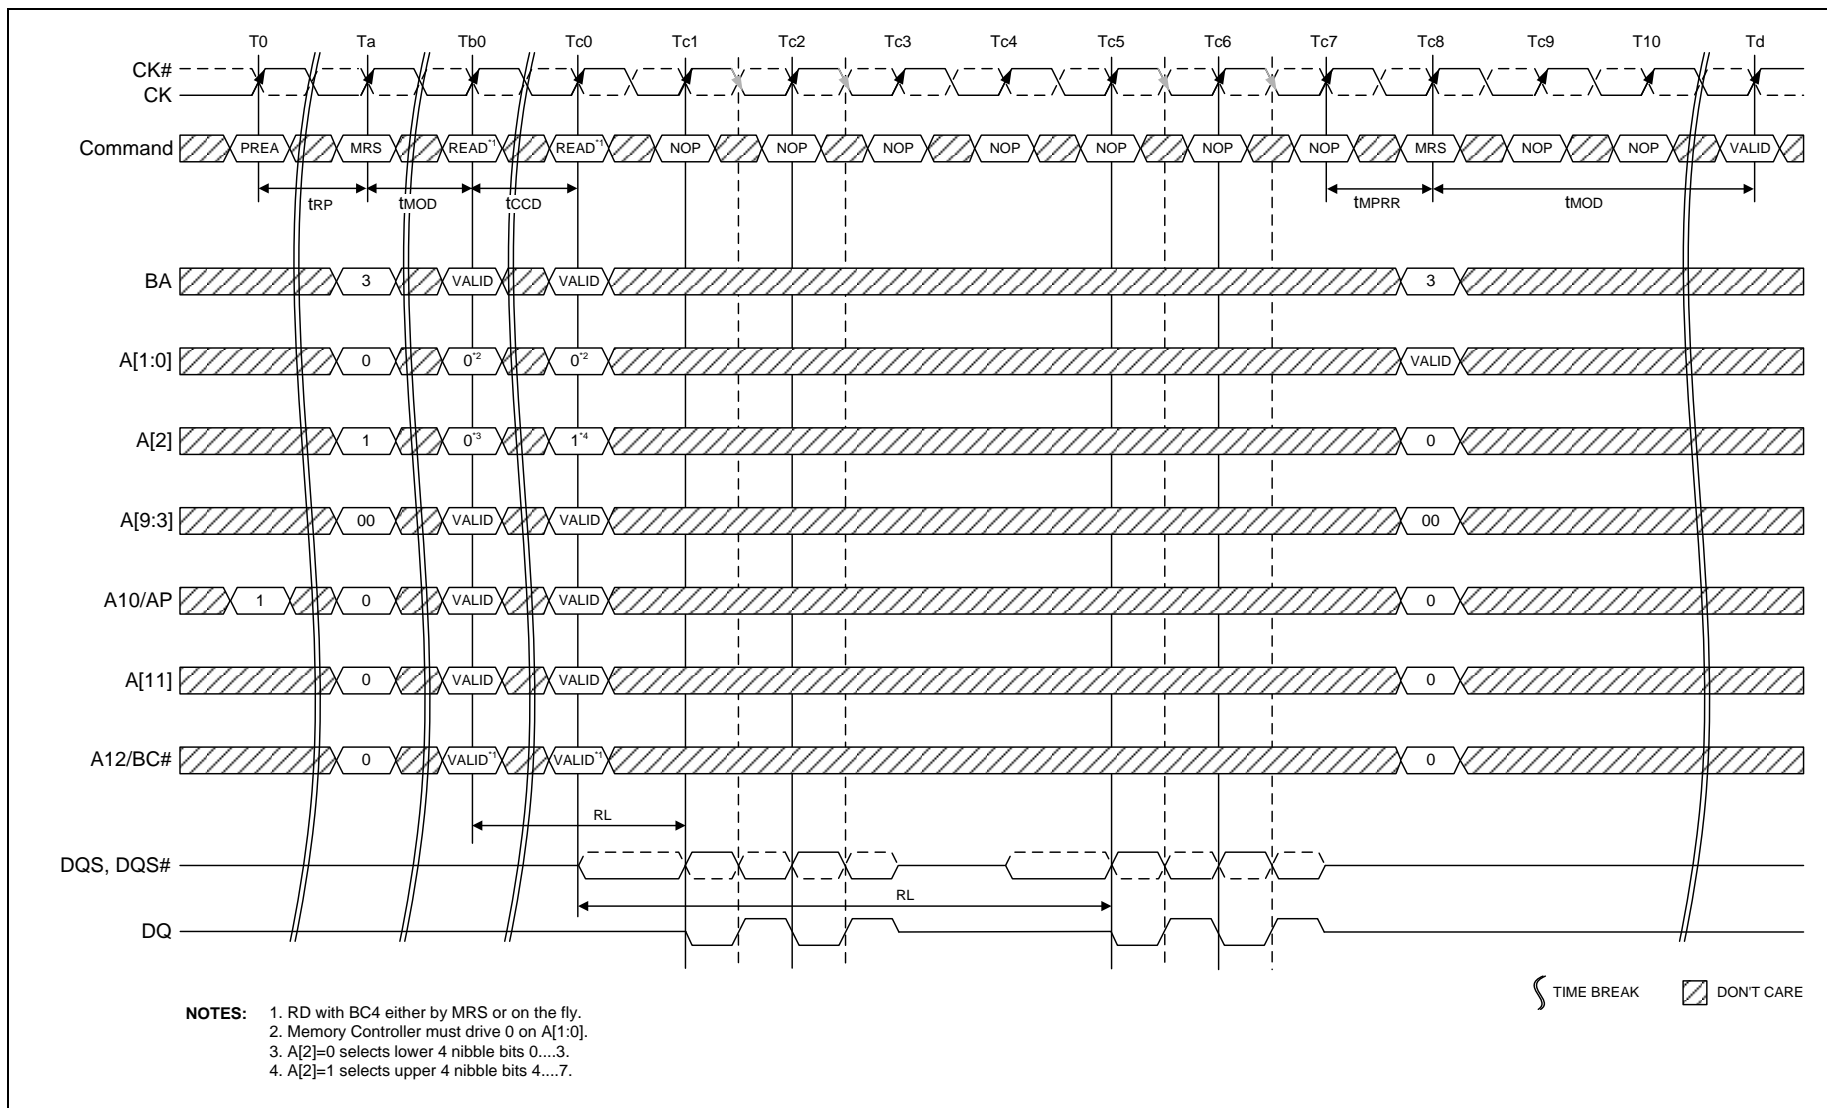 T0 Ta Tb0 Tc0 Tc1 Tc2 Tc3 Tc4 Tc5 Tc6 Tc7 Tc8 Tc9 T10 Td
CK#
CK
Command PREA MRS READ*1 READ*1 NOP NOP NOP NOP NOP NOP NOP MRS NOP NOP VALID
tRP tMOD tCCD tMPRR tMOD
BA 3 VALID VALID 3
A[1:0] 0 0*2 0*2 VALID
A[2] 1 0*3 1*4 0
A[9:3] 00 VALID VALID 00
A10/AP 1 0 VALID VALID 0
A[11] 0 VALID VALID 0
A12/BC# 0 VALID*1 VALID*1 0
RL
DQS, DQS#
RL
DQ
TIME BREAK DON'T CARE
NOTES: 1. RD with BC4 either by MRS or on the fly.
2. Memory Controller must drive 0 on A[1:0].
3. A[2]=0 selects lower 4 nibble bits 0....3.
4. A[2]=1 selects upper 4 nibble bits 4....7.